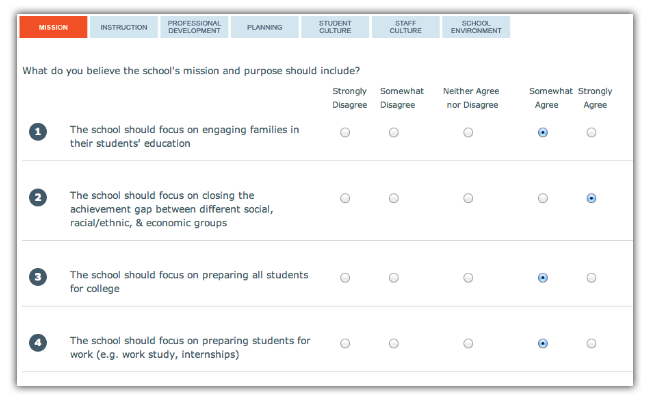 MISSION
INSTRUCTION
PROFESSIONAL
DEVELOPMENT
PLANNING
STUDENT
CULTURE
STAFF
CULTURE
SCHOOL
ENVIRONMENT
What do you believe the school's mission and purpose should include?
Strongly Somewhat Neither Agree Somewhat Strongly
Disagree Disagree nor Disagree Agree Agree
1 The school should focus on engaging families in
their students' education
2 The school should focus on closing the
achievement gap between different social,
racial/ethnic, & economic groups
3 The school should focus on preparing all students
for college
4 The school should focus on preparing students for
work (e.g. work study, internships)